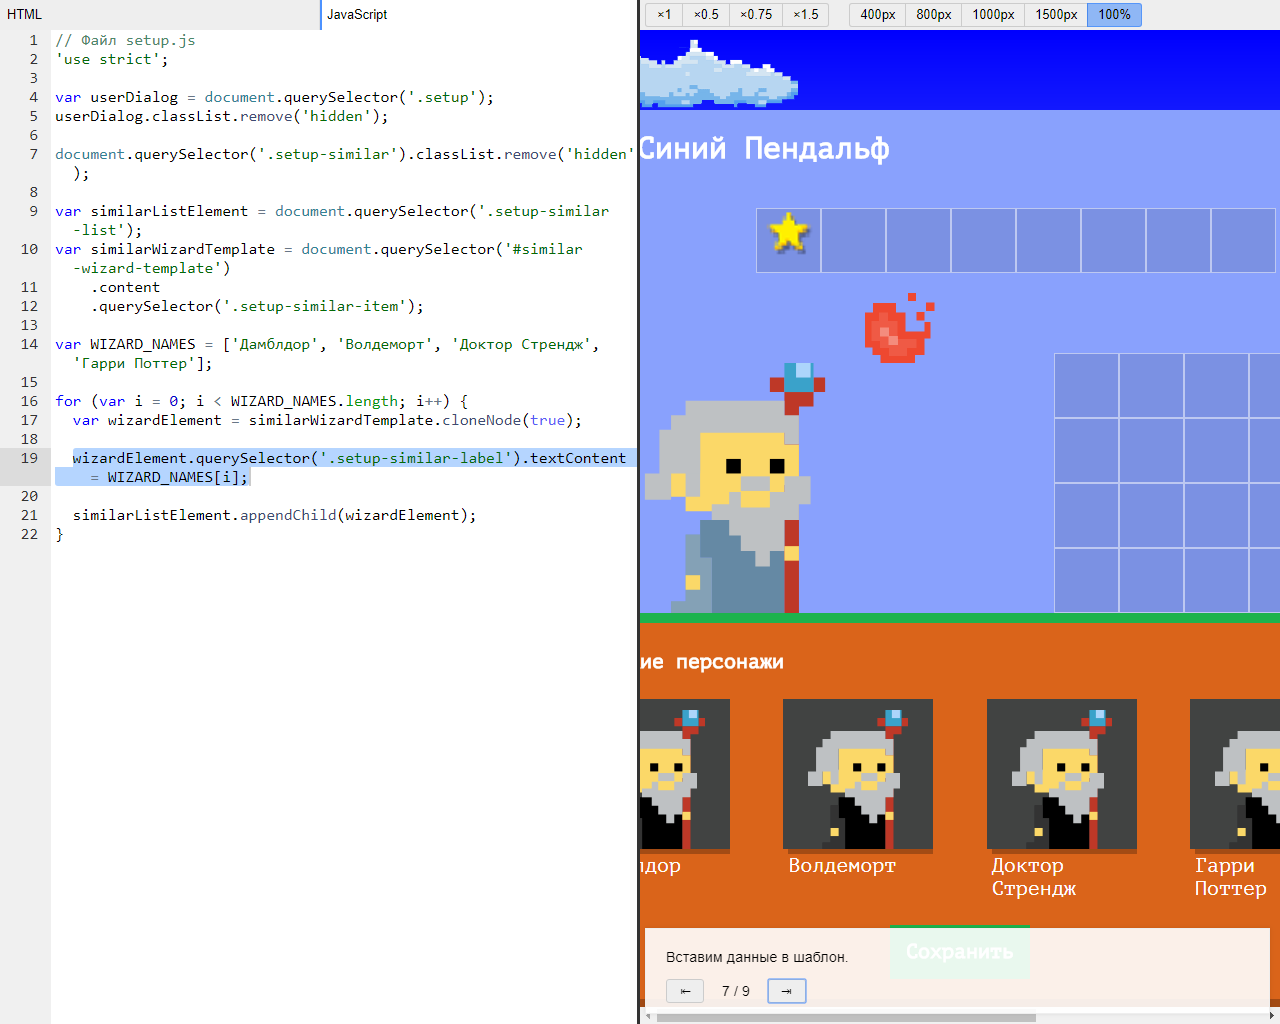 HTML
JavaScript
×1 ×0.5 ×0.75 ×1.5 400px 800px 1000px 1500px 100%
1 // Файл setup.js
2 'use strict';
3
4 var userDialog = document.querySelector('.setup');
5 userDialog.classList.remove('hidden');
6
7 document.querySelector('.setup-similar').classList.remove('hidden'
);
8
9 var similarListElement = document.querySelector('.setup-similar
-list');
10 var similarWizardTemplate = document.querySelector('#similar
-wizard-template')
11 .content
12 .querySelector('.setup-similar-item');
13
14 var WIZARD_NAMES = ['Дамблдор', 'Волдеморт', 'Доктор Стрендж',
'Гарри Поттер'];
15
16 for (var i = 0; i < WIZARD_NAMES.length; i++) {
17 var wizardElement = similarWizardTemplate.cloneNode(true);
18
19 wizardElement.querySelector('.setup-similar-label').textContent
= WIZARD_NAMES[i];
20
21 similarListElement.appendChild(wizardElement);
22 }
Синий Пендальф
ие персонажи
лдор
Волдеморт
Доктор
Стрендж
Гарри
Поттер
Сохранить
Вставим данные в шаблон.
⇤ 7 / 9 ⇥